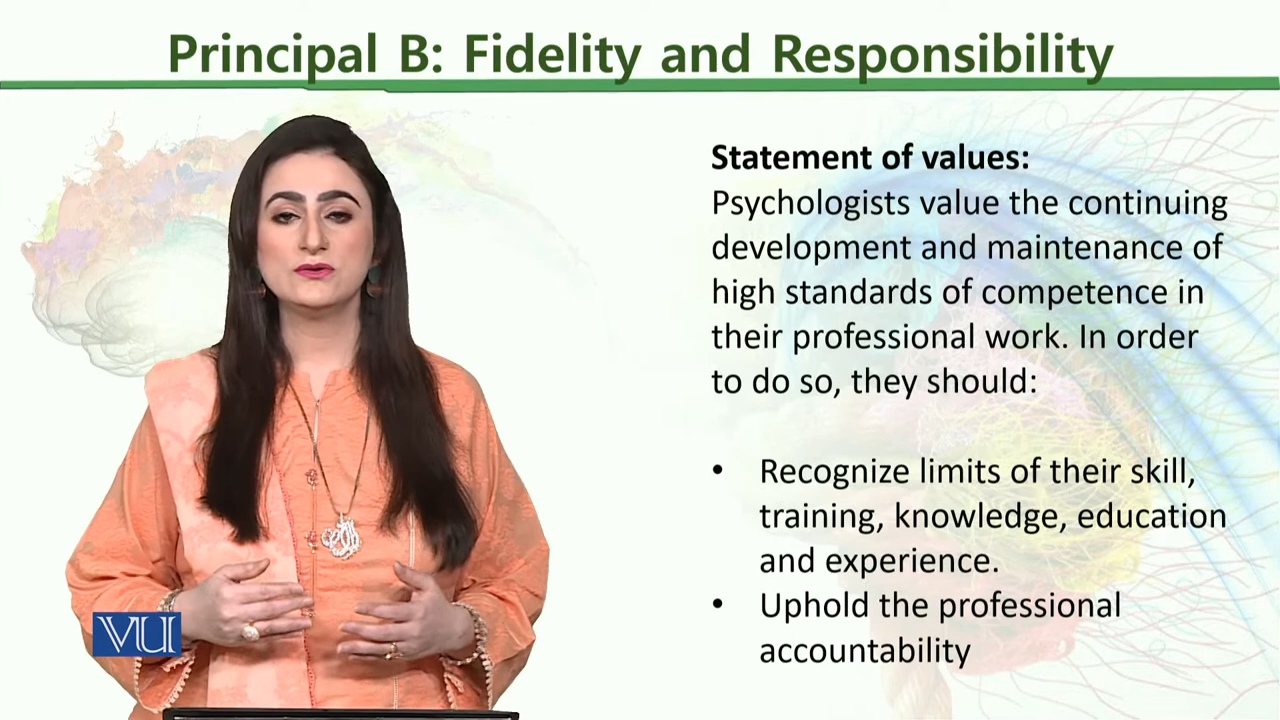 Principal B: Fidelity and Responsibility
Statement of values:
Psychologists value the continuing
development and maintenance of
high standards of competence in
their professional work. In order
to do so, they should:
• Recognize limits of their skill,
training, knowledge, education
and experience.
• Uphold the professional
accountability
VU